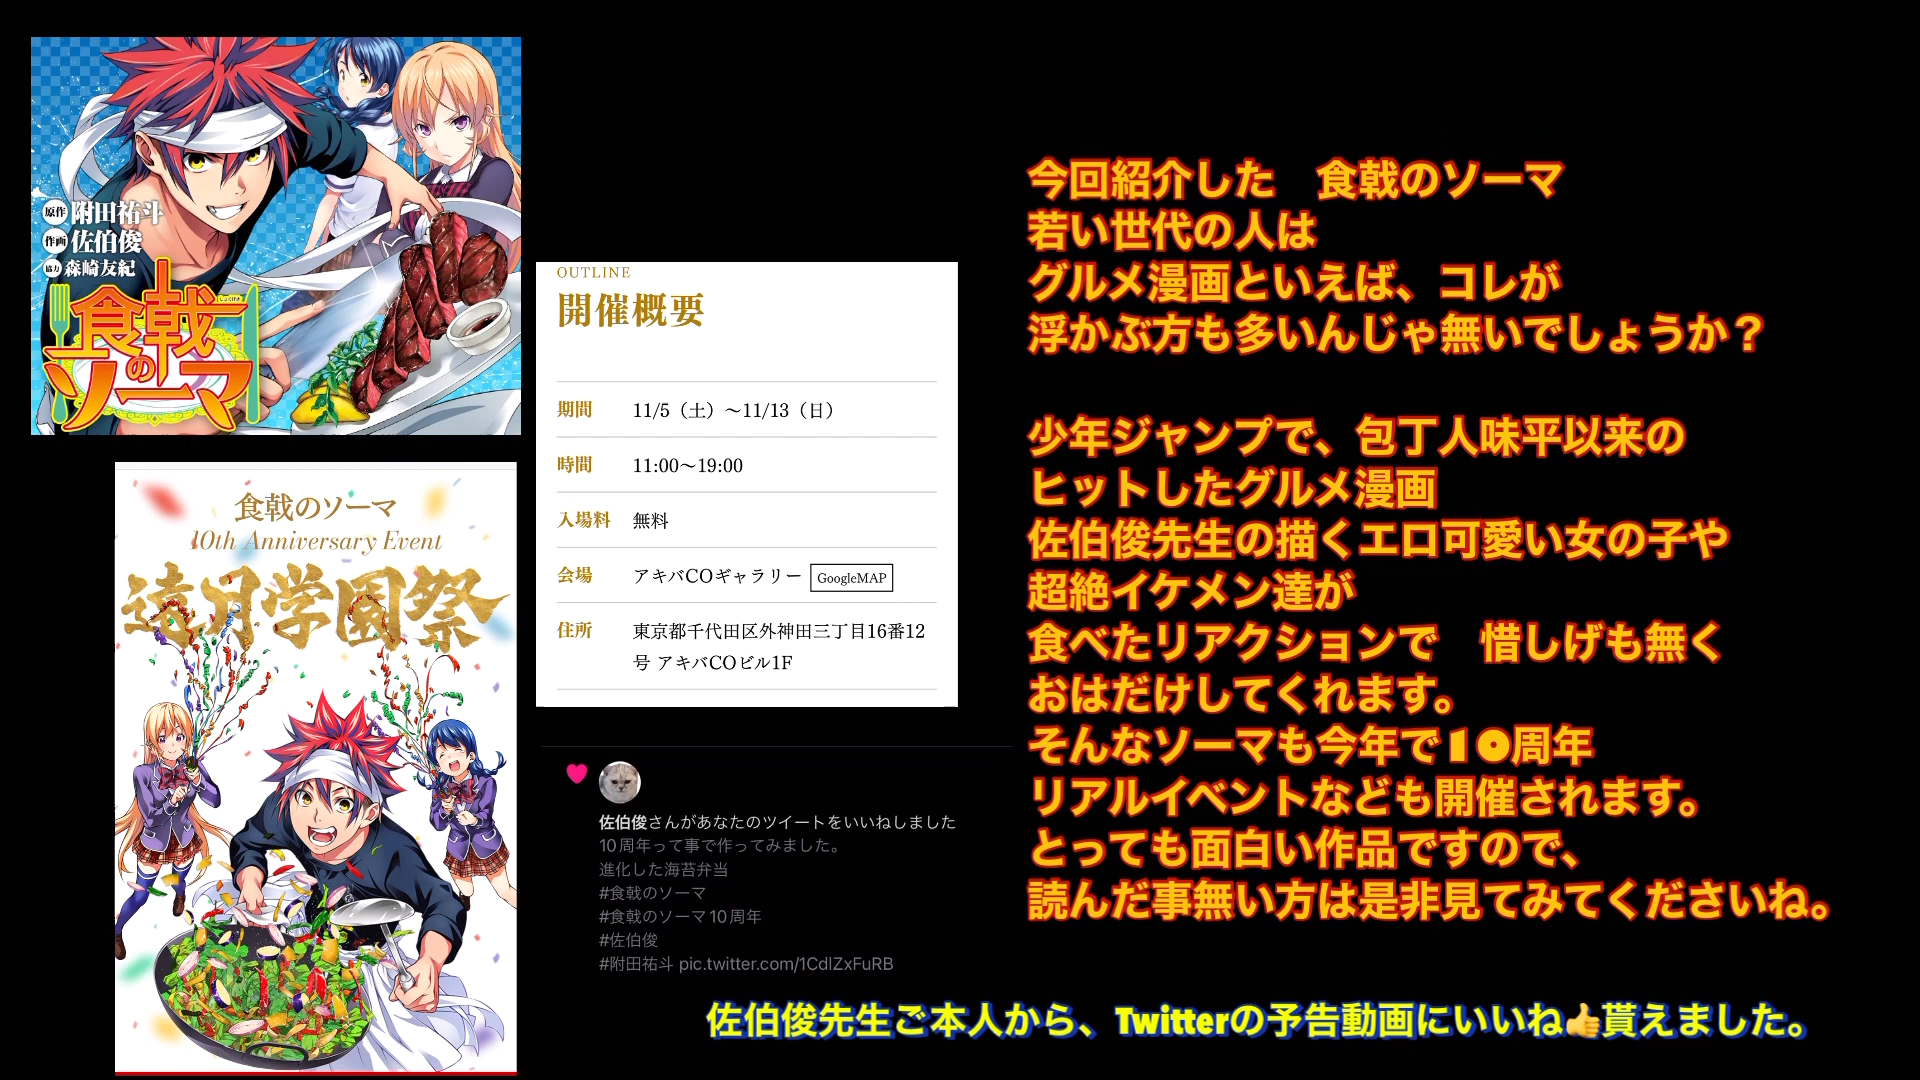 原作 附田祐斗
作画 佐伯俊
協力 森崎友紀
食戟の
ソーマ
食戟のソーマ
10th Anniversary Event
遠月学園祭
OUTLINE
開催概要
期間 11/5（土）〜11/13（日）
時間 11:00〜19:00
入場料 無料
会場 アキバCOギャラリー GoogleMAP
住所 東京都千代田区外神田三丁目16番12
号 アキバCOビル1F
佐伯俊さんがあなたのツイートをいいねしました
10周年って事で作ってみました。
進化した海苔弁当
#食戟のソーマ
#食戟のソーマ10周年
#佐伯俊
#附田祐斗 pic.twitter.com/1CdlZxFuRB
今回紹介した　食戟のソーマ
若い世代の人は
グルメ漫画といえば、コレが
浮かぶ方も多いんじゃ無いでしょうか？
少年ジャンプで、包丁人味平以来の
ヒットしたグルメ漫画
佐伯俊先生の描くエロ可愛い女の子や
超絶イケメン達が
食べたリアクションで　惜しげも無く
おはだけしてくれます。
そんなソーマも今年で10周年
リアルイベントなども開催されます。
とっても面白い作品ですので、
読んだ事無い方は是非見てみてくださいね。
佐伯俊先生ご本人から、Twitterの予告動画にいいね👍貰えました。